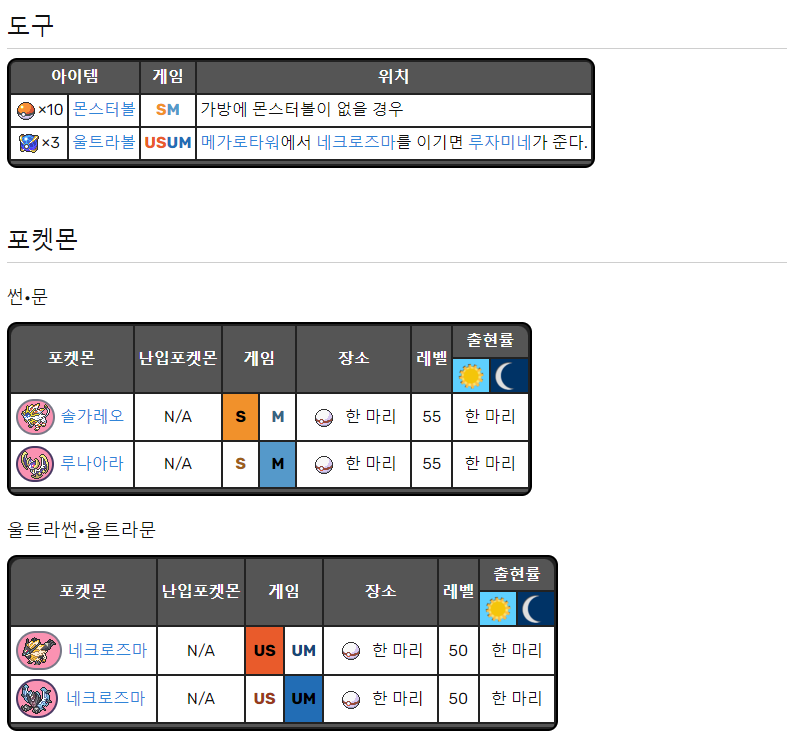 도구
아이템 게임 위치
×10 몬스터볼 SM 가방에 몬스터볼이 없을 경우
×3 울트라볼 USUM 메가로타워에서 네크로즈마를 이기면 루자미네가 준다.
포켓몬
썬•문
포켓몬 난입포켓몬 게임 장소 레벨 출현률
솔가레오 N/A S M 한 마리 55 한 마리
루나아라 N/A S M 한 마리 55 한 마리
울트라썬•울트라문
포켓몬 난입포켓몬 게임 장소 레벨 출현률
네크로즈마 N/A US UM 한 마리 50 한 마리
네크로즈마 N/A US UM 한 마리 50 한 마리